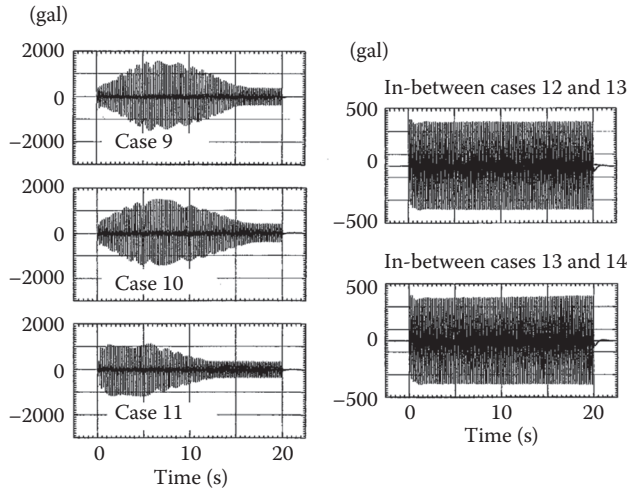 (gal)
2000
0
−2000
Case 9
2000
0
−2000
Case 10
2000
0
−2000
Case 11
0
10
20
Time (s)
(gal)
In-between cases 12 and 13
500
0
−500
In-between cases 13 and 14
500
0
−500
0
10
20
Time (s)